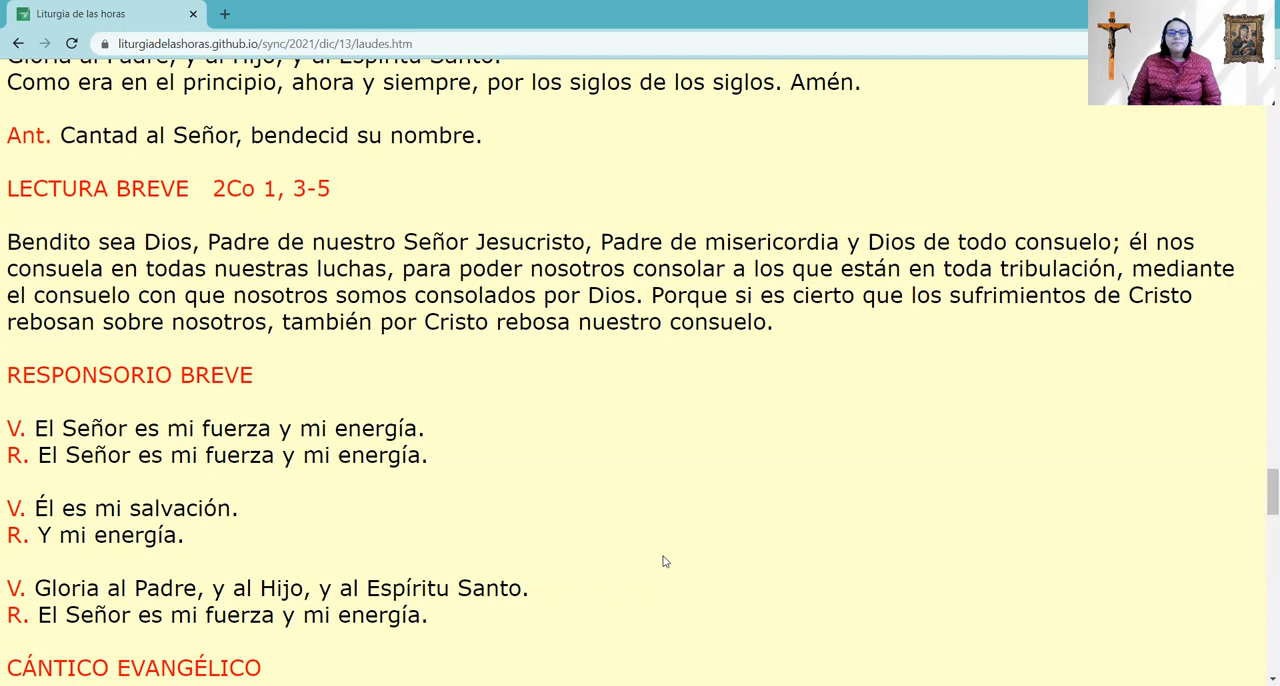 Liturgia de las horas
liturgiadelashoras.github.io/sync/2021/dic/13/laudes.htm
Gloria al Padre, y al Hijo, y al Espíritu Santo.
Como era en el principio, ahora y siempre, por los siglos de los siglos. Amén.
Ant. Cantad al Señor, bendecid su nombre.
LECTURA BREVE 2Co 1, 3-5
Bendito sea Dios, Padre de nuestro Señor Jesucristo, Padre de misericordia y Dios de todo consuelo; él nos
consuela en todas nuestras luchas, para poder nosotros consolar a los que están en toda tribulación, mediante
el consuelo con que nosotros somos consolados por Dios. Porque si es cierto que los sufrimientos de Cristo
rebosan sobre nosotros, también por Cristo rebosa nuestro consuelo.
RESPONSORIO BREVE
V. El Señor es mi fuerza y mi energía.
R. El Señor es mi fuerza y mi energía.
V. Él es mi salvación.
R. Y mi energía.
V. Gloria al Padre, y al Hijo, y al Espíritu Santo.
R. El Señor es mi fuerza y mi energía.
CÁNTICO EVANGÉLICO